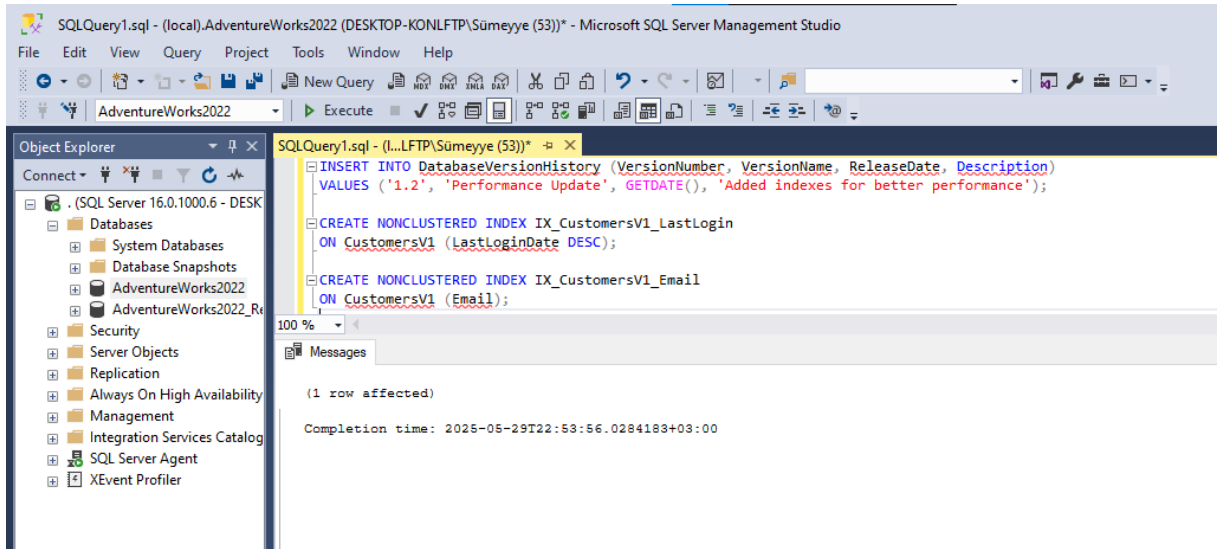 SQLQuery1.sql - (local).AdventureWorks2022 (DESKTOP-KONLFTP\Sümeyye (53))* - Microsoft SQL Server Management Studio
File Edit View Query Project Tools Window Help
New Query MDX DMX XMLA DAX
AdventureWorks2022 Execute
Object Explorer
Connect
. (SQL Server 16.0.1000.6 - DESK
Databases
System Databases
Database Snapshots
AdventureWorks2022
AdventureWorks2022_Re
Security
Server Objects
Replication
Always On High Availability
Management
Integration Services Catalog
SQL Server Agent
XEvent Profiler
SQLQuery1.sql - (l...LFTP\Sümeyye (53))*
INSERT INTO DatabaseVersionHistory (VersionNumber, VersionName, ReleaseDate, Description)
VALUES ('1.2', 'Performance Update', GETDATE(), 'Added indexes for better performance');
CREATE NONCLUSTERED INDEX IX_CustomersV1_LastLogin
ON CustomersV1 (LastLoginDate DESC);
CREATE NONCLUSTERED INDEX IX_CustomersV1_Email
ON CustomersV1 (Email);
100 %
Messages
(1 row affected)
Completion time: 2025-05-29T22:53:56.0284183+03:00